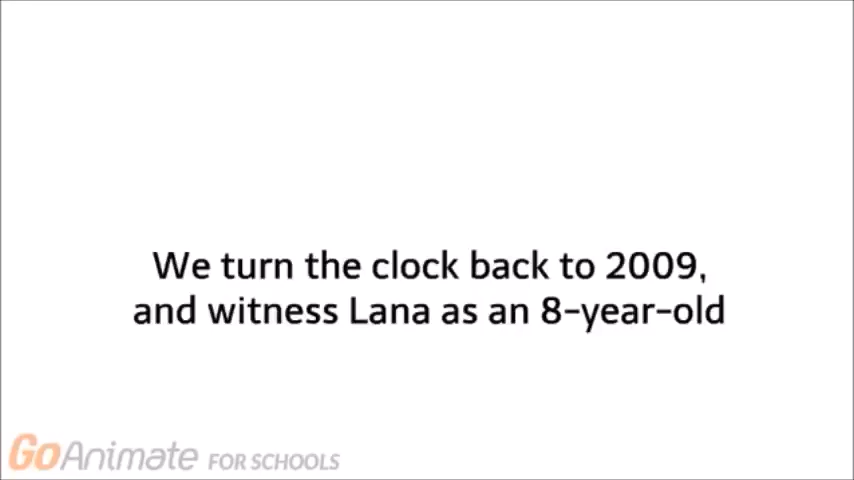 We turn the clock back to 2009,
and witness Lana as an 8-year-old
GoAnimate FOR SCHOOLS